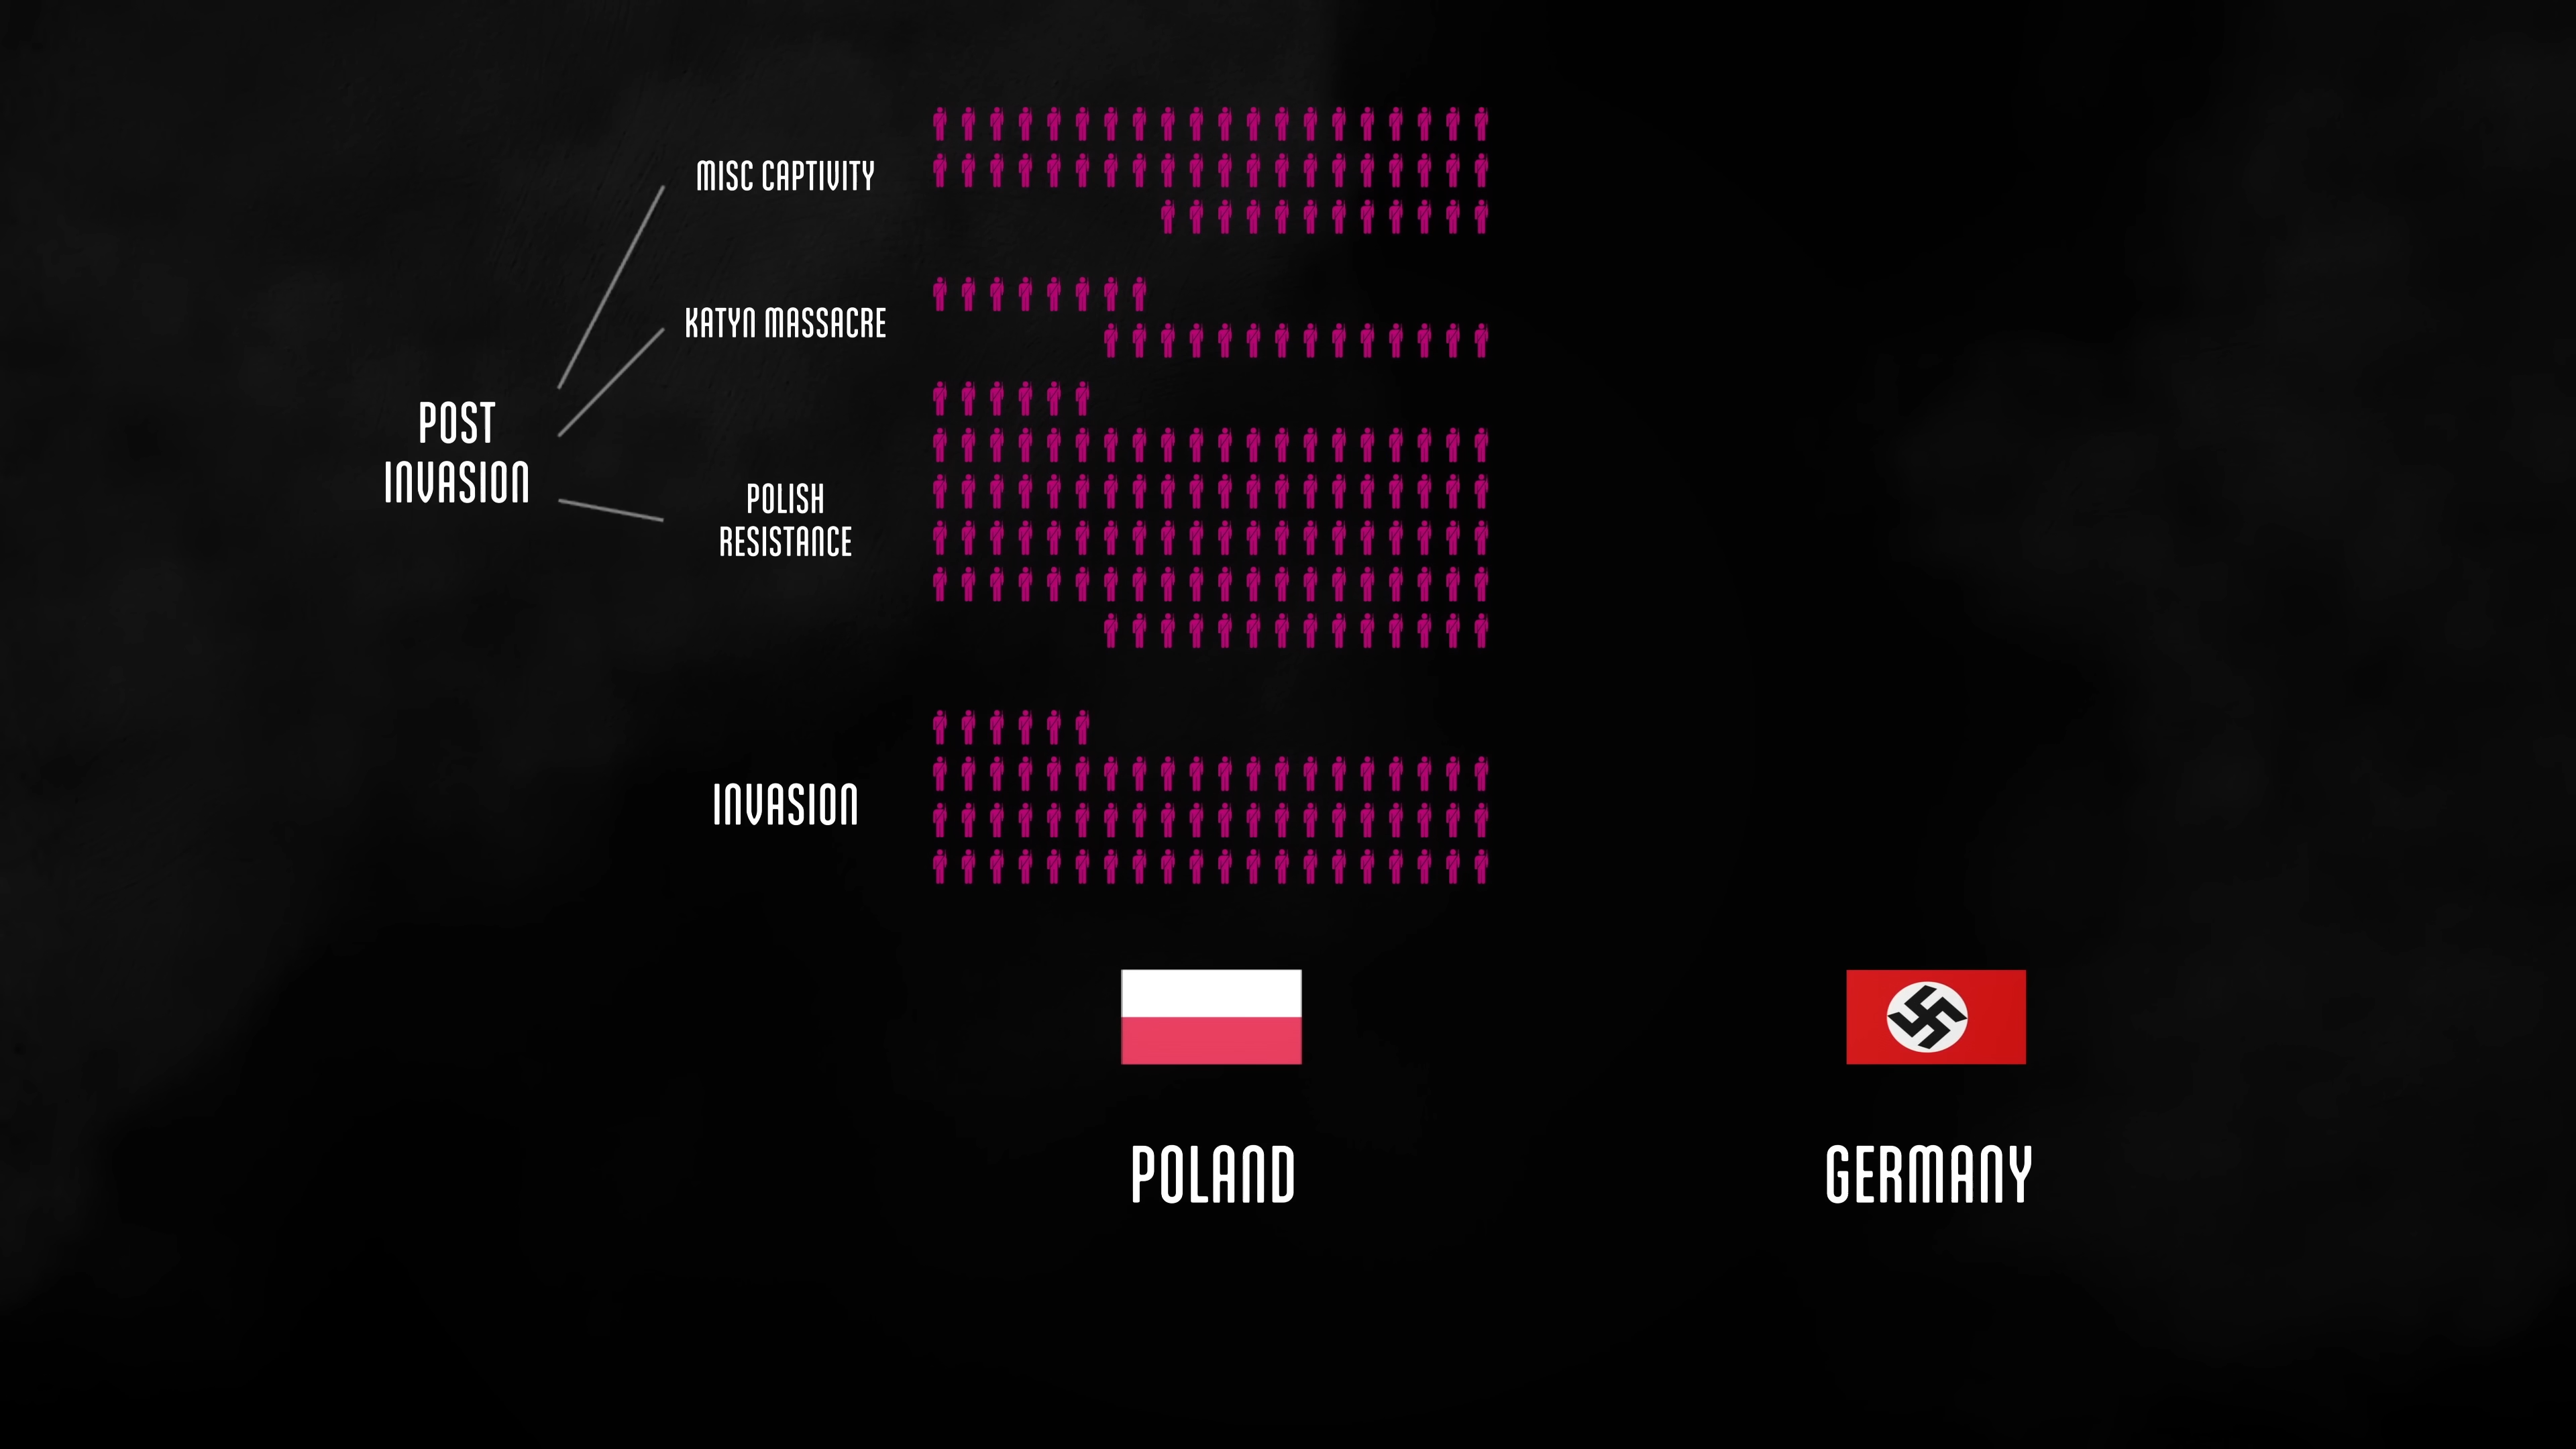 MISC CAPTIVITY
KATYN MASSACRE
POST
INVASION
POLISH
RESISTANCE
INVASION
POLAND
GERMANY